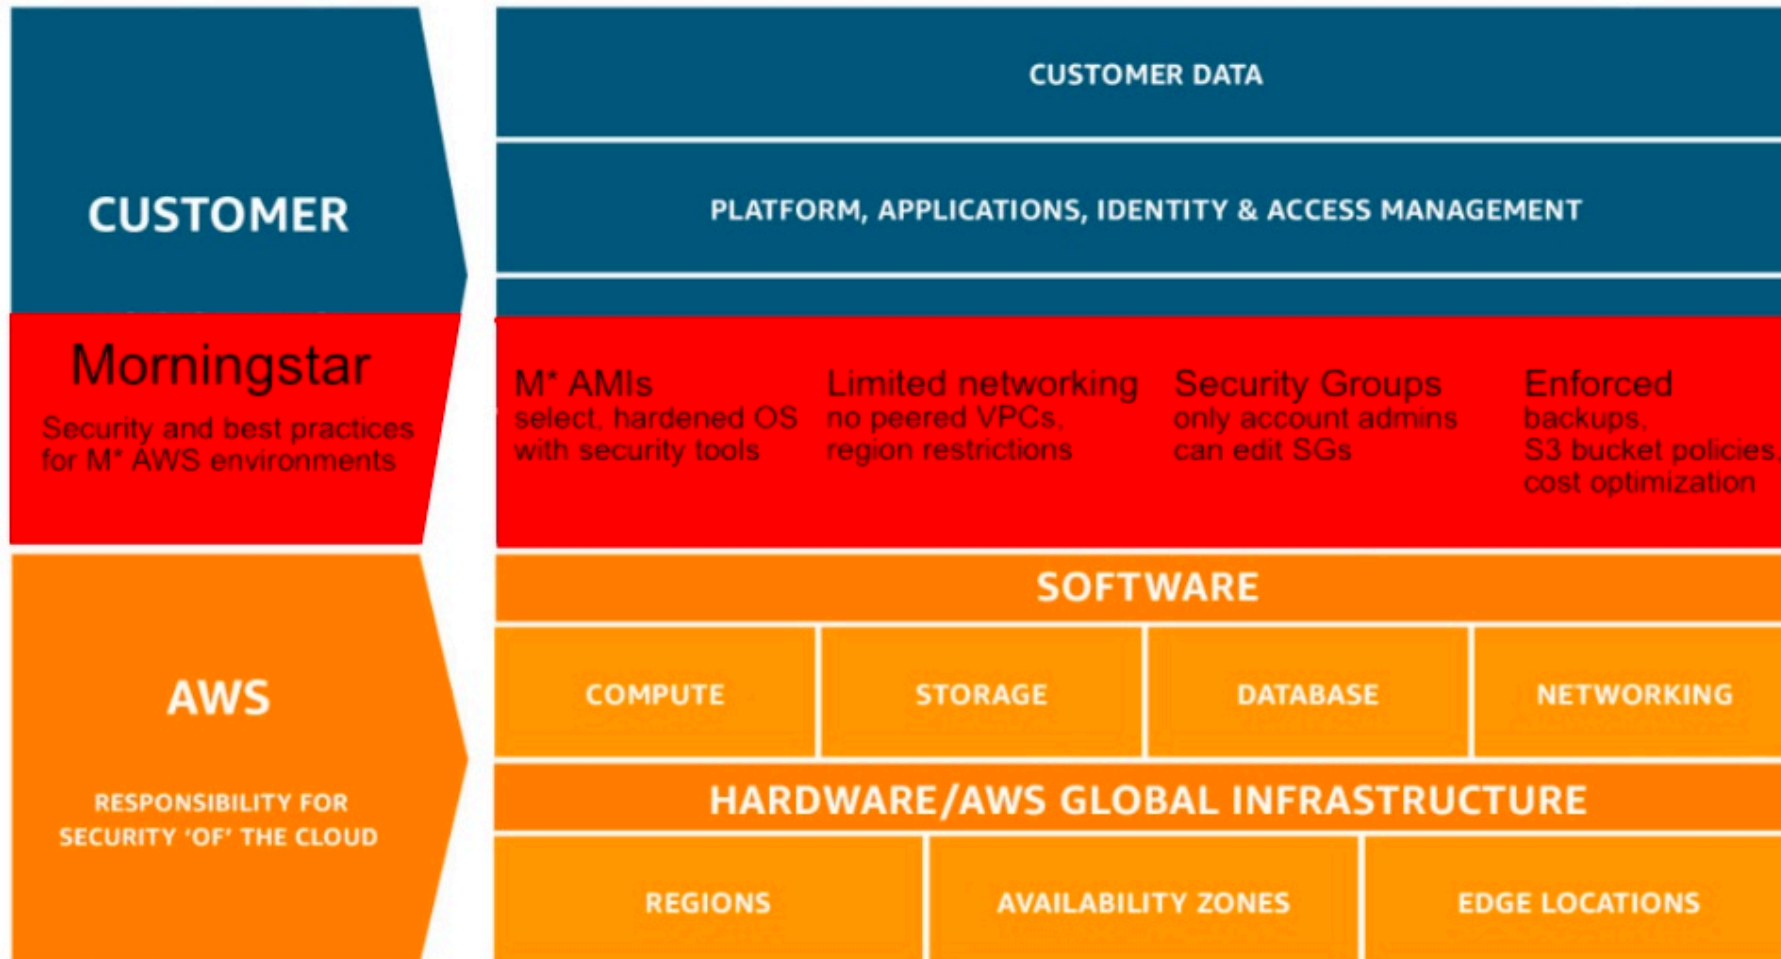 CUSTOMER
CUSTOMER DATA
PLATFORM, APPLICATIONS, IDENTITY & ACCESS MANAGEMENT
Morningstar
Security and best practices
for M* AWS environments
M* AMIs
select, hardened OS
with security tools
Limited networking
no peered VPCs,
region restrictions
Security Groups
only account admins
can edit SGs
Enforced
backups,
S3 bucket policies,
cost optimization
AWS
RESPONSIBILITY FOR
SECURITY ‘OF’ THE CLOUD
SOFTWARE
COMPUTE
STORAGE
DATABASE
NETWORKING
HARDWARE/AWS GLOBAL INFRASTRUCTURE
REGIONS
AVAILABILITY ZONES
EDGE LOCATIONS